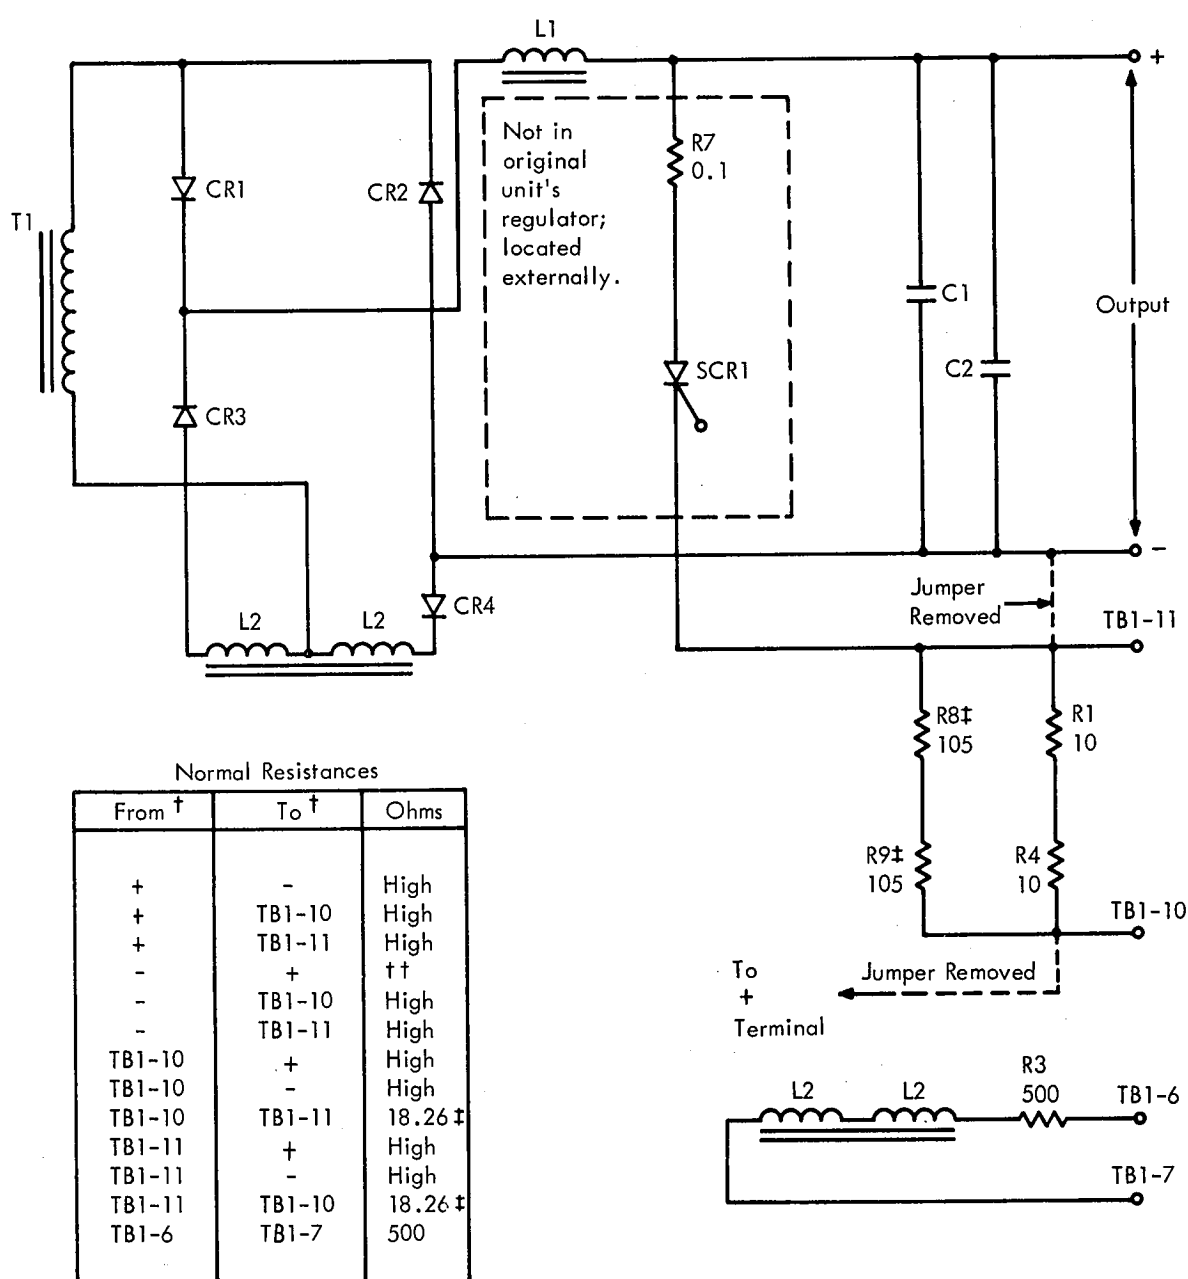 L1
+
Not in
original
unit's
regulator;
located
externally.
R7
0.1
CR1
CR2
T1
C1
Output
SCR1
C2
CR3
−
Jumper
Removed
CR4
L2
L2
TB1-11
R8‡
105
R1
10
R9‡
105
R4
10
TB1-10
To
+
Terminal
Jumper Removed
R3
500
L2
L2
TB1-6
TB1-7
Normal Resistances
From † To † Ohms
+ − High
+ TB1-10 High
+ TB1-11 High
− + ††
− TB1-10 High
− TB1-11 High
TB1-10 + High
TB1-10 − High
TB1-10 TB1-11 18.26‡
TB1-11 + High
TB1-11 − High
TB1-11 TB1-10 18.26‡
TB1-6 TB1-7 500